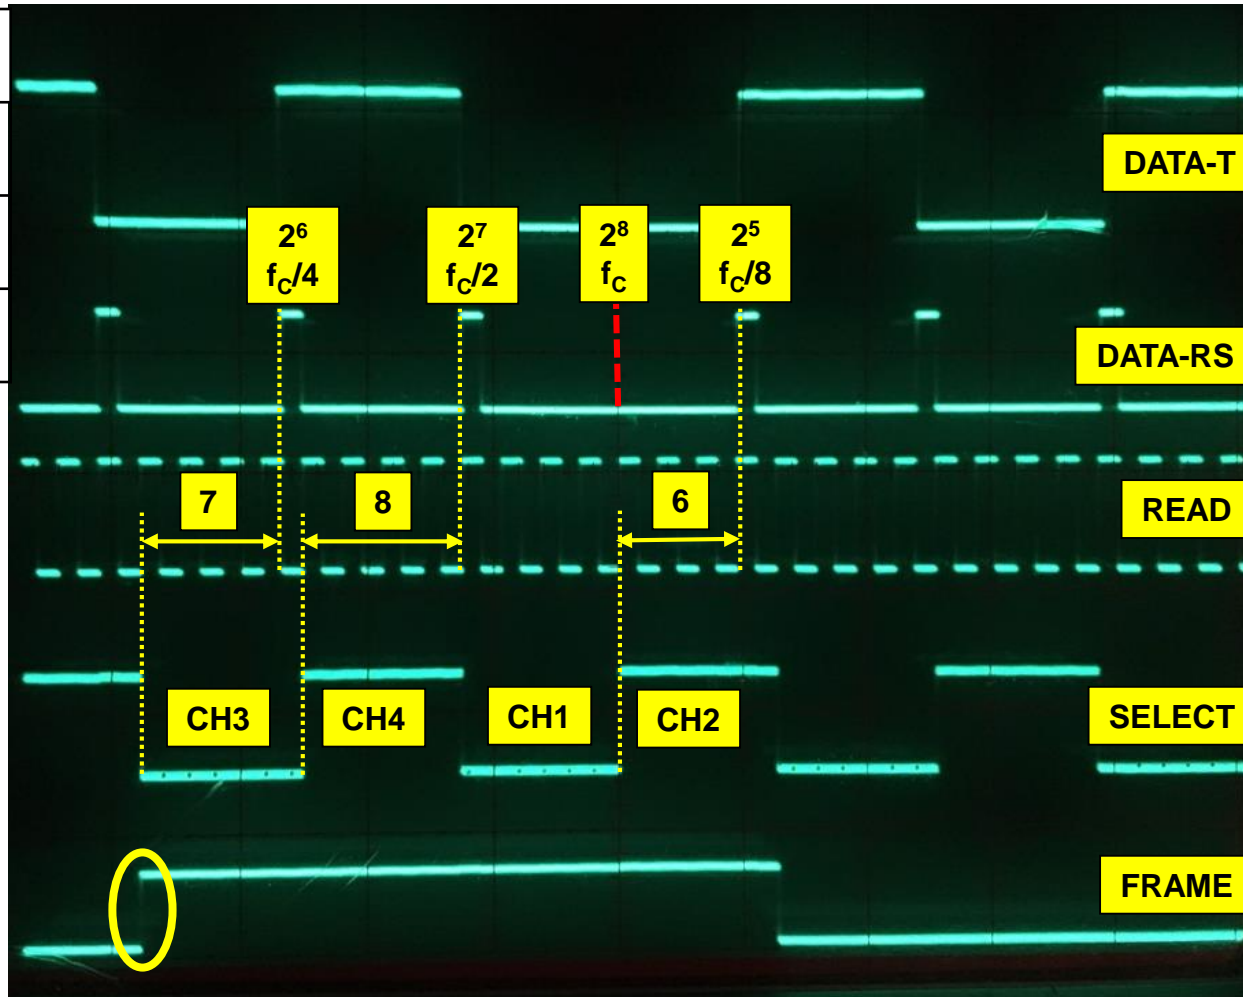 DATA-T
2⁶
f_C/4
2⁷
f_C/2
2⁸
f_C
2⁵
f_C/8
DATA-RS
7
8
6
READ
CH3
CH4
CH1
CH2
SELECT
FRAME